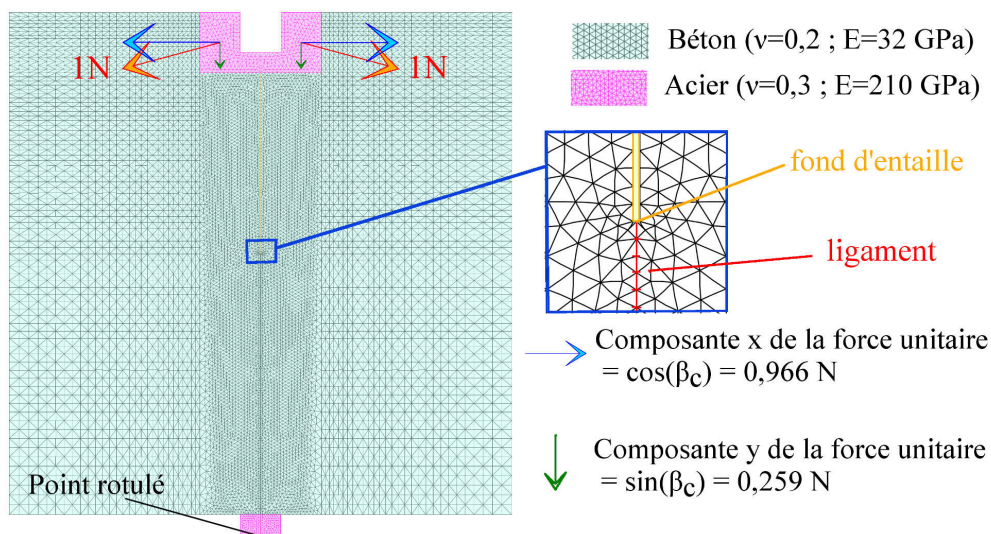 1N
1N
Béton (ν=0,2 ; E=32 GPa)
Acier (ν=0,3 ; E=210 GPa)
fond d'entaille
ligament
Composante x de la force unitaire
= cos(βc) = 0,966 N
Composante y de la force unitaire
= sin(βc) = 0,259 N
Point rotulé